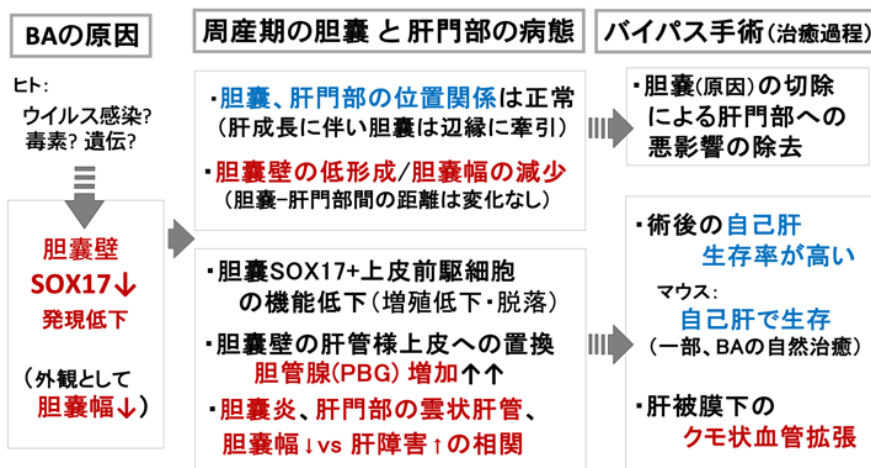 BAの原因
ヒト:
ウイルス感染?
毒素? 遺伝?
胆嚢壁
SOX17↓
発現低下
(外観として
胆嚢幅↓)
周産期の胆嚢 と 肝門部の病態
・胆嚢、肝門部の位置関係は正常
(肝成長に伴い胆嚢は辺縁に牽引)
・胆嚢壁の低形成/胆嚢幅の減少
(胆嚢−肝門部間の距離は変化なし)
・胆嚢SOX17+上皮前駆細胞
の機能低下(増殖低下・脱落)
・胆嚢壁の肝管様上皮への置換
胆管腺(PBG) 増加↑↑
・胆嚢炎、肝門部の雲状肝管、
胆嚢幅↓vs 肝障害↑の相関
バイパス手術(治癒過程)
・胆嚢(原因)の切除
による肝門部への
悪影響の除去
・術後の自己肝
生存率が高い
マウス:
自己肝で生存
(一部、BAの自然治癒)
・肝被膜下の
クモ状血管拡張